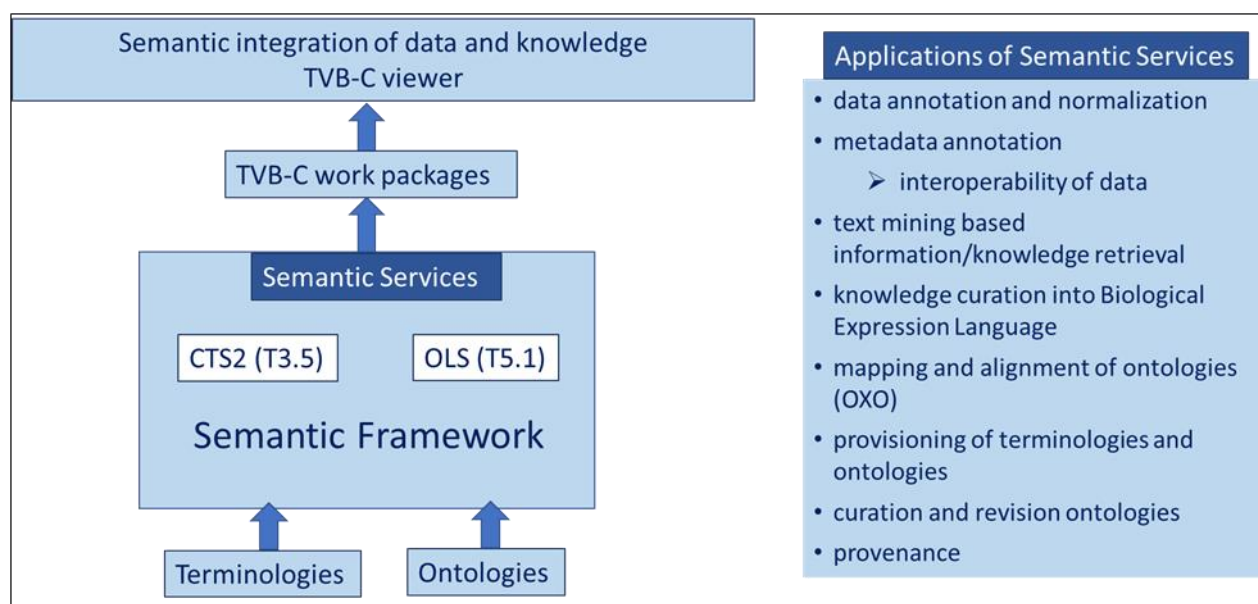 Semantic integration of data and knowledge
TVB-C viewer
TVB-C work packages
Semantic Services
CTS2 (T3.5)
OLS (T5.1)
Semantic Framework
Terminologies
Ontologies
Applications of Semantic Services
• data annotation and normalization
• metadata annotation
➢ interoperability of data
• text mining based
information/knowledge retrieval
• knowledge curation into Biological
Expression Language
• mapping and alignment of ontologies
(OXO)
• provisioning of terminologies and
ontologies
• curation and revision ontologies
• provenance